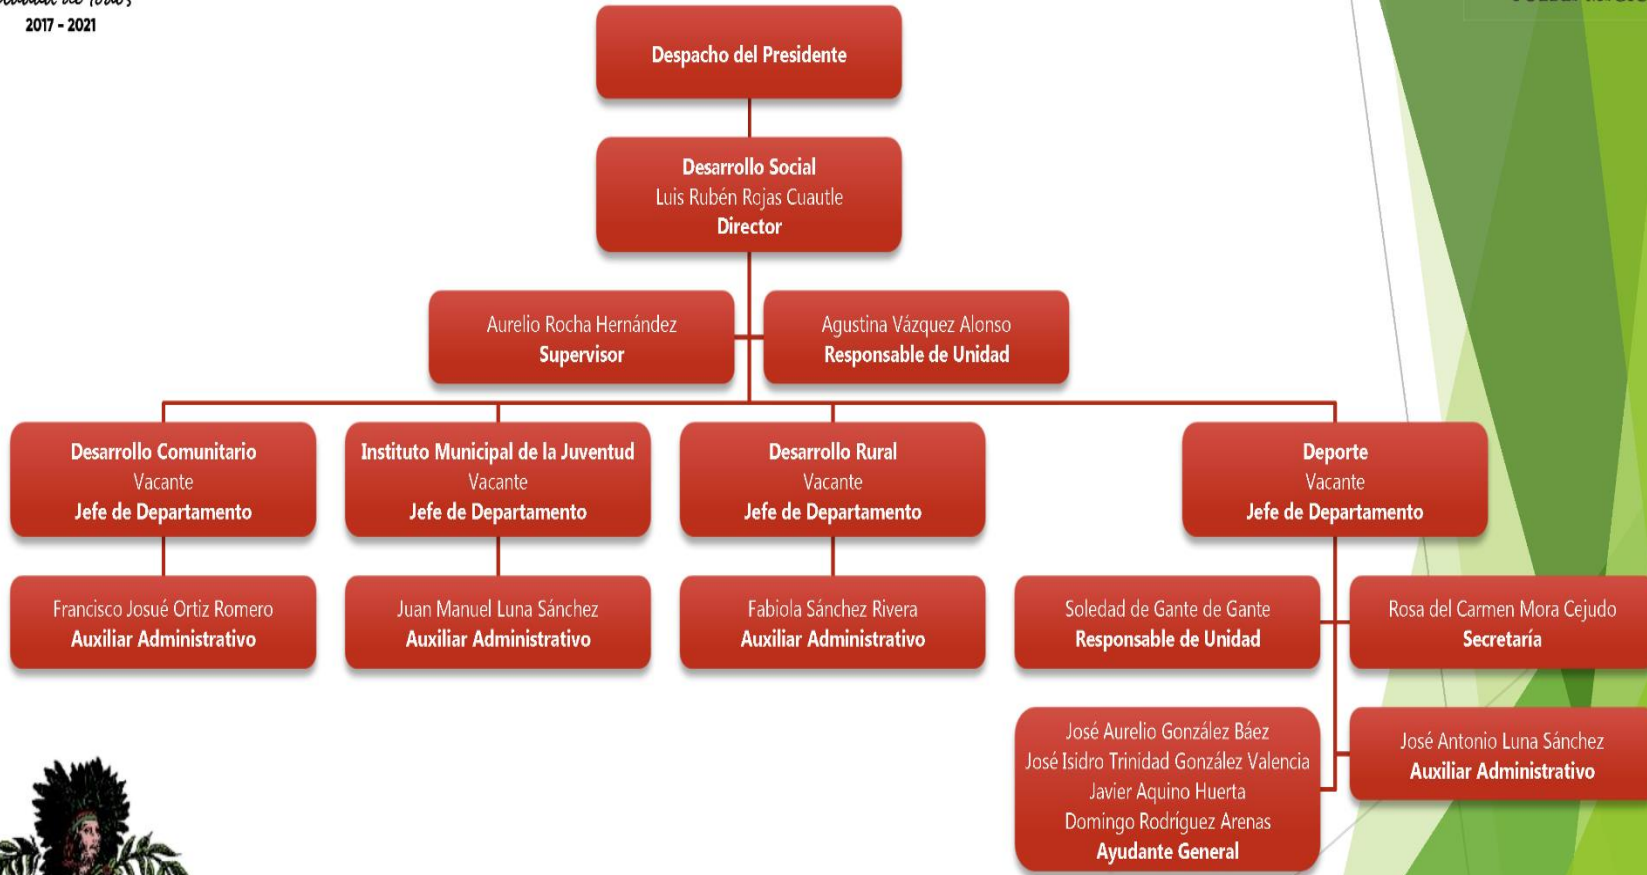 de Todos
2017 - 2021
Despacho del Presidente
Desarrollo Social
Luis Rubén Rojas Cuautle
Director
Aurelio Rocha Hernández
Supervisor
Agustina Vázquez Alonso
Responsable de Unidad
Desarrollo Comunitario
Vacante
Jefe de Departamento
Instituto Municipal de la Juventud
Vacante
Jefe de Departamento
Desarrollo Rural
Vacante
Jefe de Departamento
Deporte
Vacante
Jefe de Departamento
Francisco Josué Ortiz Romero
Auxiliar Administrativo
Juan Manuel Luna Sánchez
Auxiliar Administrativo
Fabiola Sánchez Rivera
Auxiliar Administrativo
Soledad de Gante de Gante
Responsable de Unidad
Rosa del Carmen Mora Cejudo
Secretaría
José Aurelio González Báez
José Isidro Trinidad González Valencia
Javier Aquino Huerta
Domingo Rodríguez Arenas
Ayudante General
José Antonio Luna Sánchez
Auxiliar Administrativo